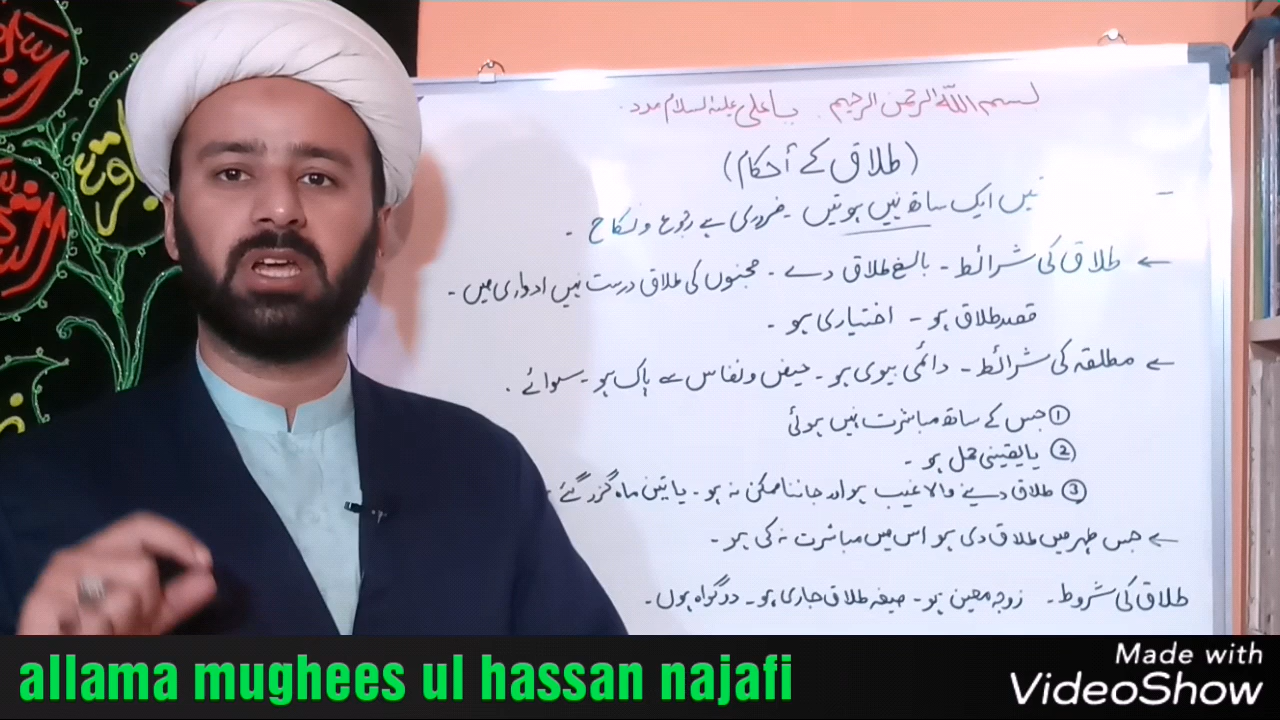 بسم اللہ الرحمن الرحیم . یا علی علیہ السلام مدد .
(طلاق کے أحکام)
- تین ایک ساتھ نہیں ہوتیں - ضروری ہے رجوع و نکاح -
← طلاق کی شرائط - بالغ طلاق دے - مجنوں کی طلاق درست نہیں ادواری میں -
قصد طلاق ہو - اختیاری ہو -
← مطلقہ کی شرائط - دائمی بیوی ہو - حیض و نفاس سے پاک ہو - سوائے .
① جس کے ساتھ مباشرت نہیں ہوئی
② یا یقینی حمل ہو -
③ طلاق دینے والا غیب ہو اور جاننا ممکن نہ ہو - یا تین ماہ گزر گئے -
← جس طہر میں طلاق دی ہو اس میں مباشرت نہ کی ہو -
طلاق کی شروط - زوجہ معین ہو - صیغہ طلاق جاری ہو - دو گواہ ہوں -
باقر
allama mughees ul hassan najafi
Made with
VideoShow